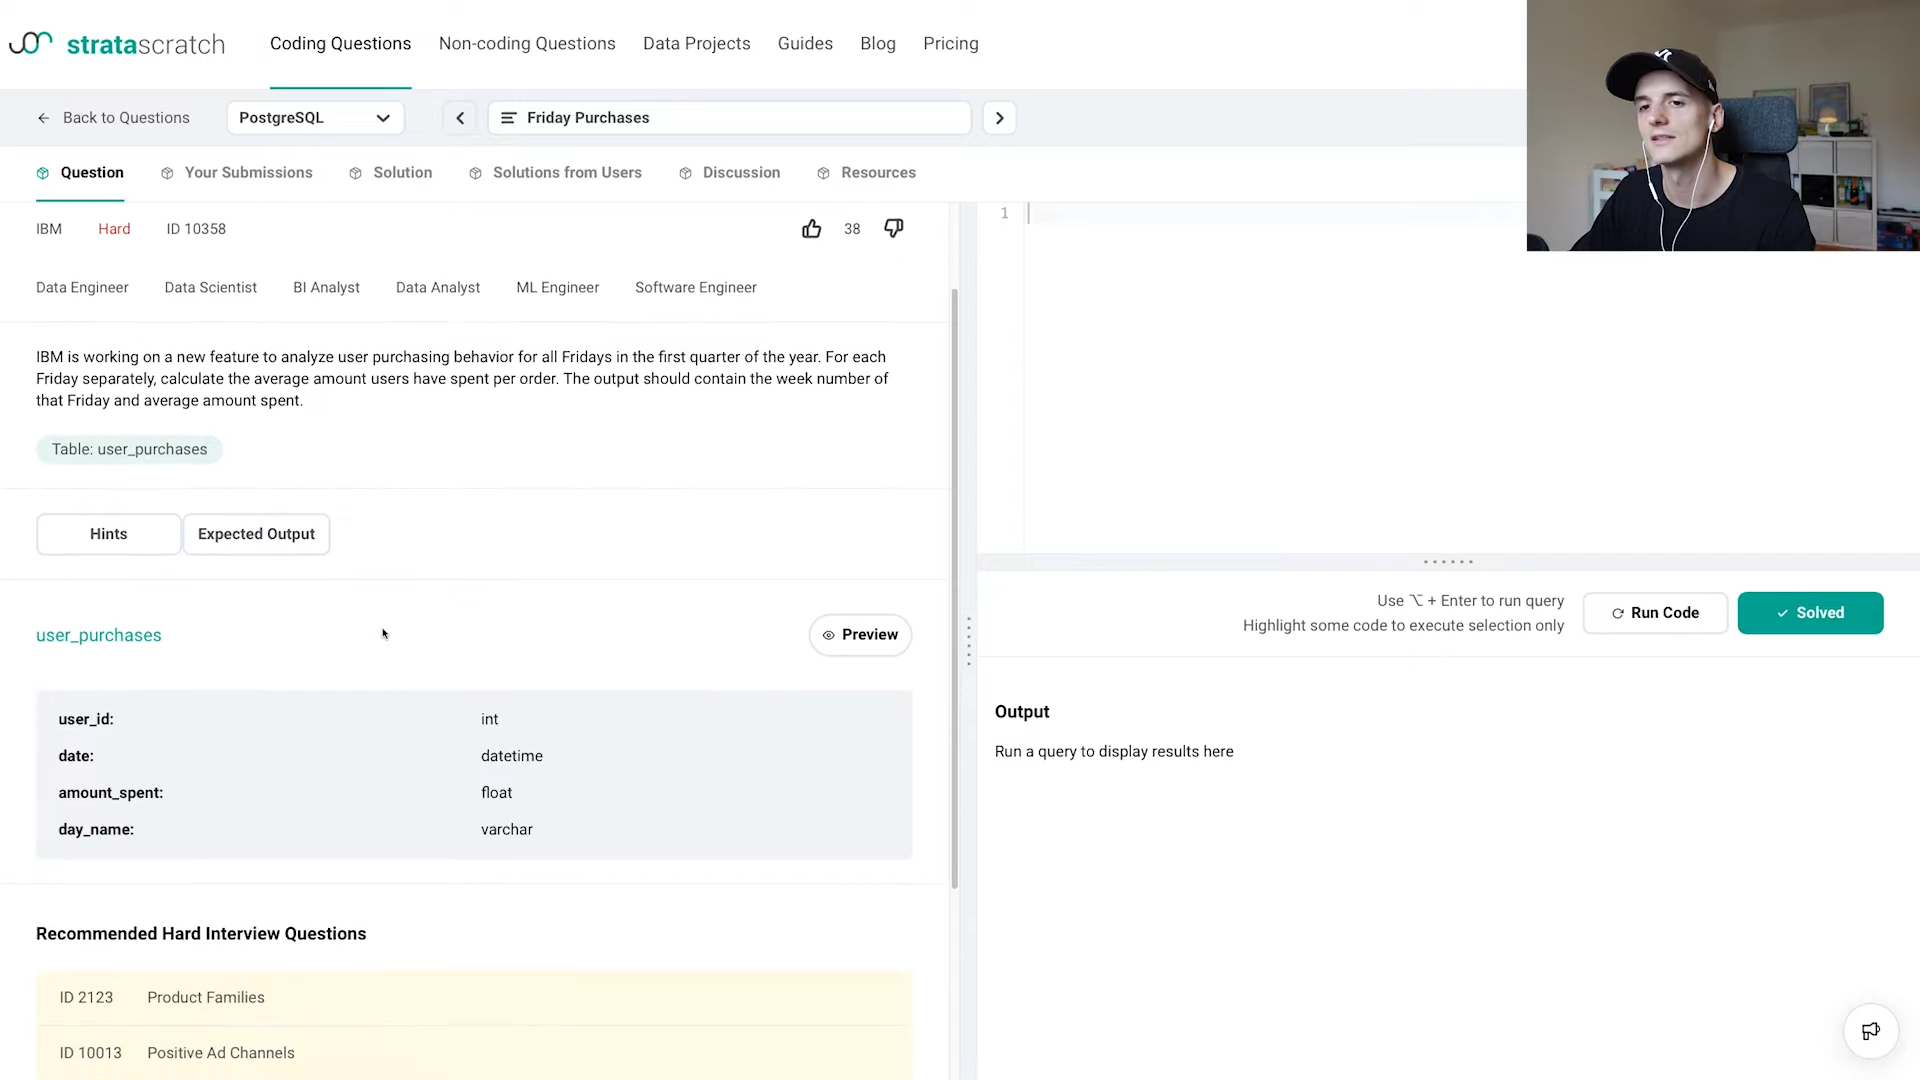 stratascratch
Coding Questions
Non-coding Questions
Data Projects
Guides
Blog
Pricing
Back to Questions
PostgreSQL
Friday Purchases
Question
Your Submissions
Solution
Solutions from Users
Discussion
Resources
IBM
Hard
ID 10358
38
Data Engineer
Data Scientist
BI Analyst
Data Analyst
ML Engineer
Software Engineer
IBM is working on a new feature to analyze user purchasing behavior for all Fridays in the first quarter of the year. For each
Friday separately, calculate the average amount users have spent per order. The output should contain the week number of
that Friday and average amount spent.
Table: user_purchases
Hints
Expected Output
user_purchases
Preview
user_id: int
date: datetime
amount_spent: float
day_name: varchar
Recommended Hard Interview Questions
ID 2123 Product Families
ID 10013 Positive Ad Channels
1
Use ⌥ + Enter to run query
Highlight some code to execute selection only
Run Code
Solved
Output
Run a query to display results here